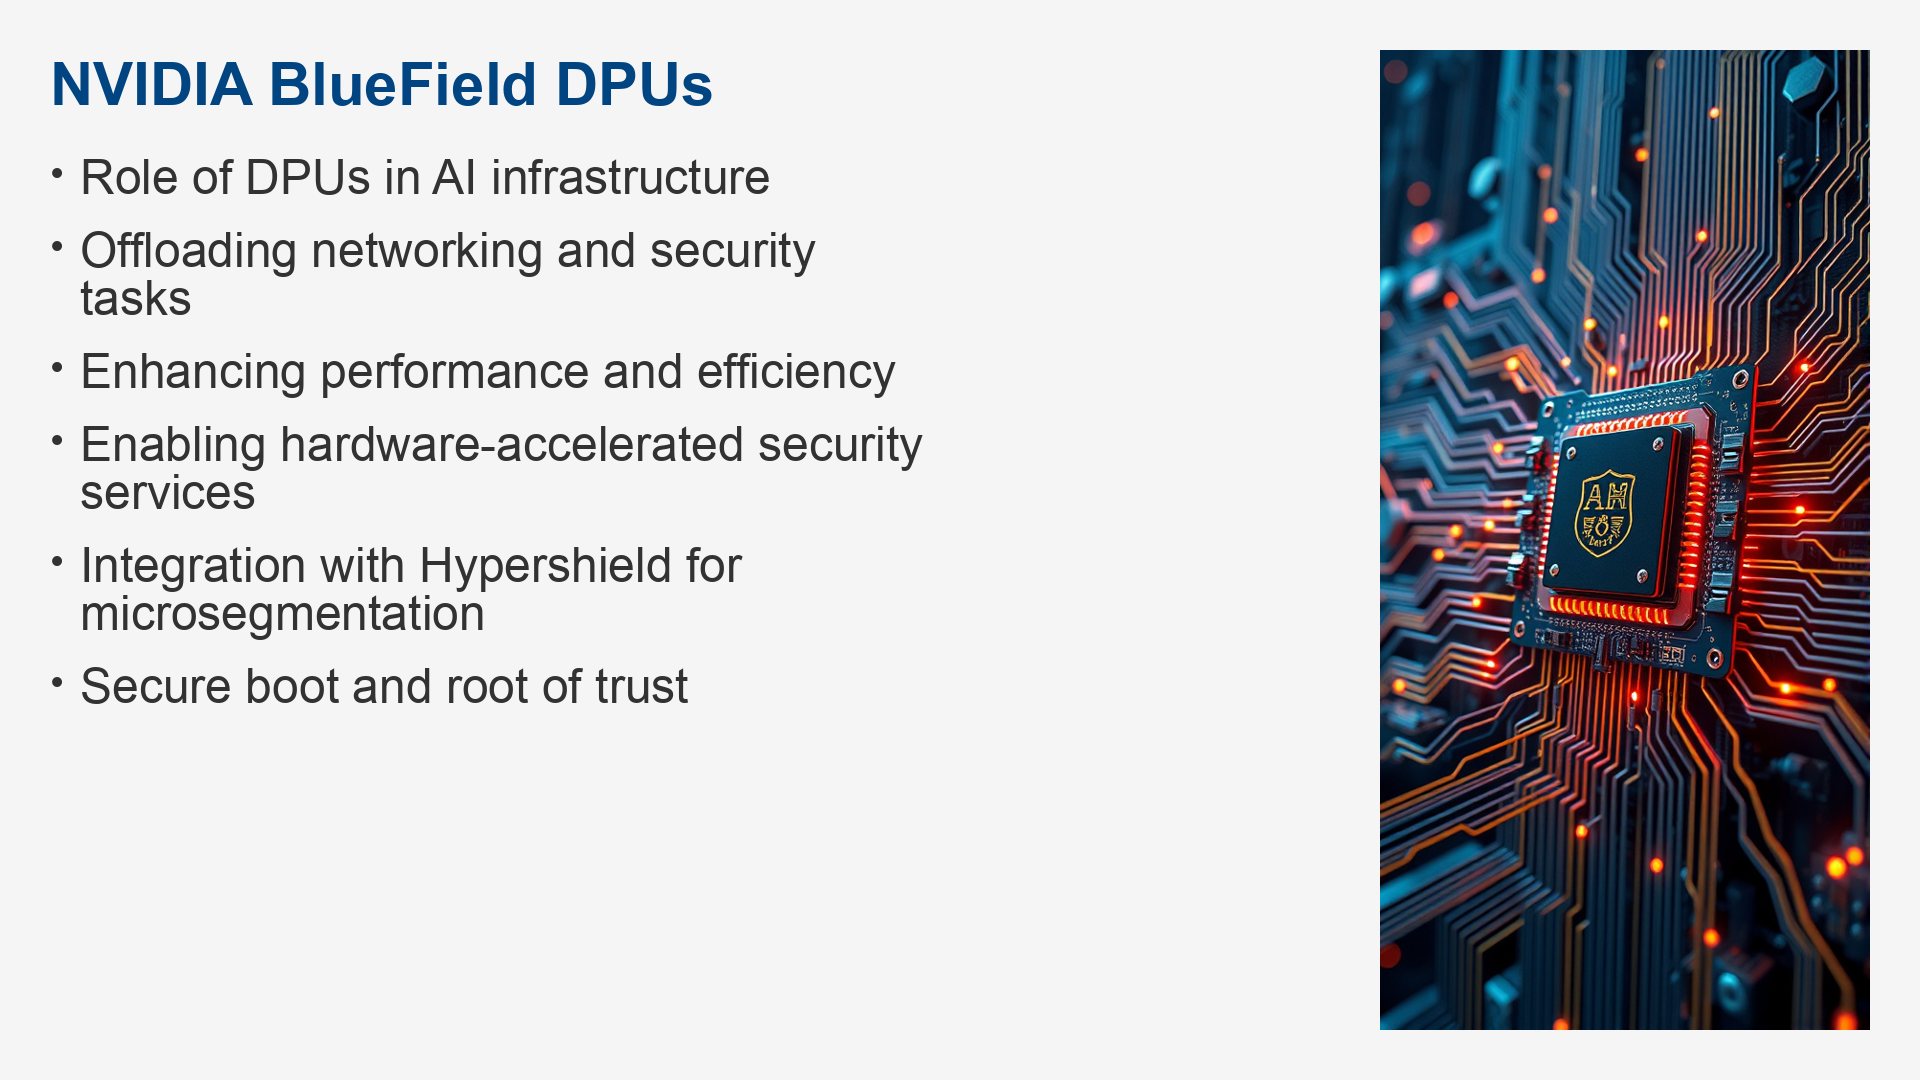 NVIDIA BlueField DPUs
• Role of DPUs in AI infrastructure
• Offloading networking and security
tasks
• Enhancing performance and efficiency
• Enabling hardware-accelerated security
services
• Integration with Hypershield for
microsegmentation
• Secure boot and root of trust
AH